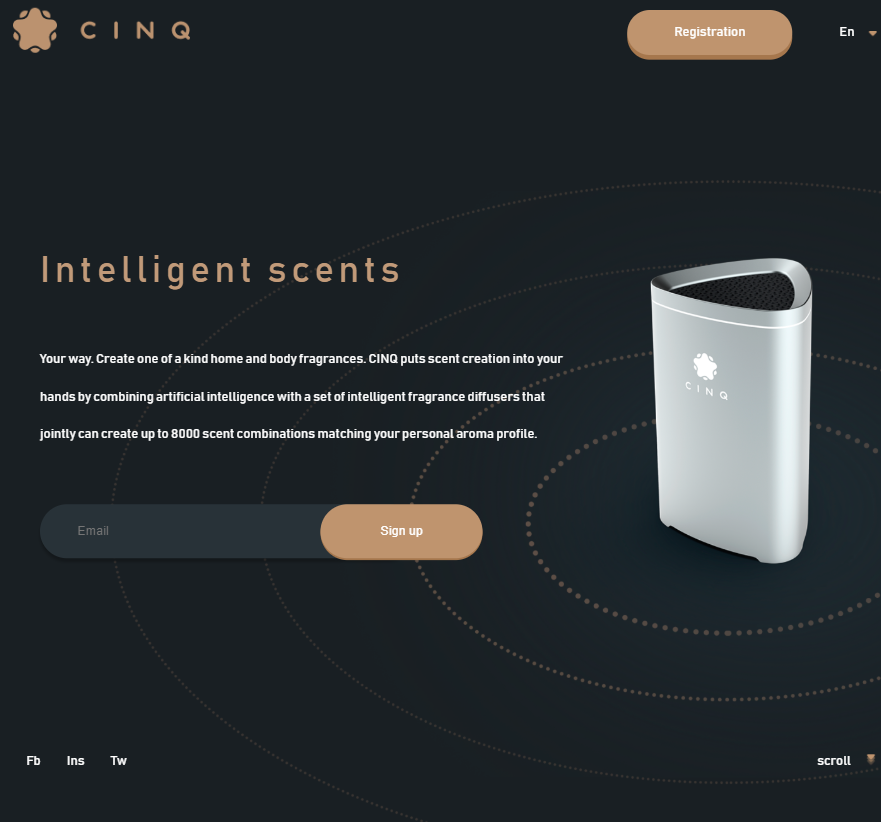 CINQ
Registration
En
Intelligent scents
Your way. Create one of a kind home and body fragrances. CINQ puts scent creation into your
hands by combining artificial intelligence with a set of intelligent fragrance diffusers that
jointly can create up to 8000 scent combinations matching your personal aroma profile.
CINQ
Email
Sign up
Fb
Ins
Tw
scroll